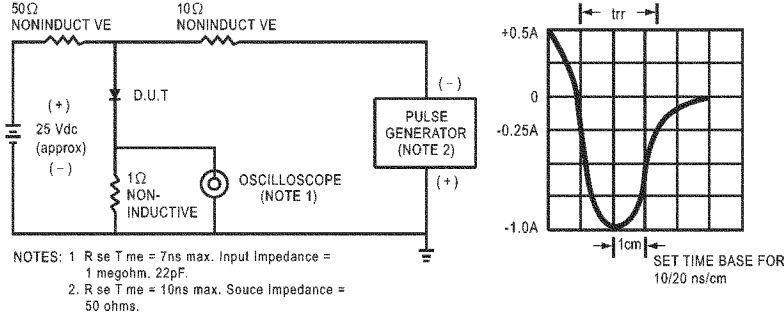 50Ω
NONINDUCT VE
10Ω
NONINDUCT VE
D.U.T
(+)
25 Vdc
(approx)
(−)
1Ω
NON-
INDUCTIVE
OSCILLOSCOPE
(NOTE 1)
(−)
PULSE
GENERATOR
(NOTE 2)
(+)
trr
+0.5A
0
-0.25A
-1.0A
1cm
SET TIME BASE FOR
10/20 ns/cm
NOTES: 1 R se T me = 7ns max. Input Impedance =
1 megohm. 22pF.
2. R se T me = 10ns max. Souce Impedance =
50 ohms.